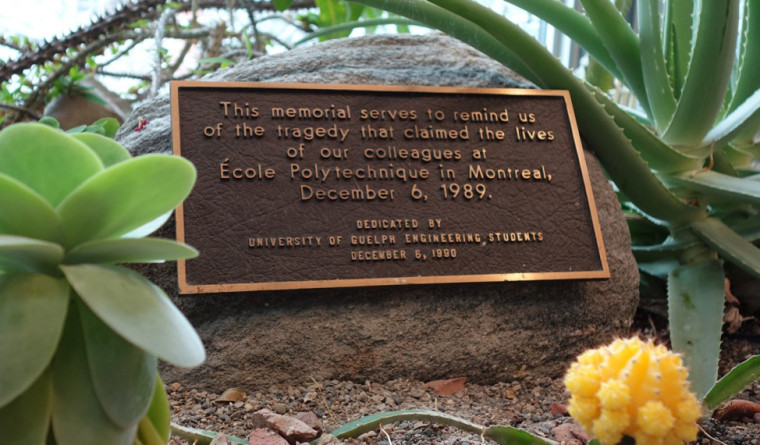 This memorial serves to remind us
of the tragedy that claimed the lives
of our colleagues at
École Polytechnique in Montreal,
December 6, 1989.
DEDICATED BY
UNIVERSITY OF GUELPH ENGINEERING STUDENTS
DECEMBER 6, 1990